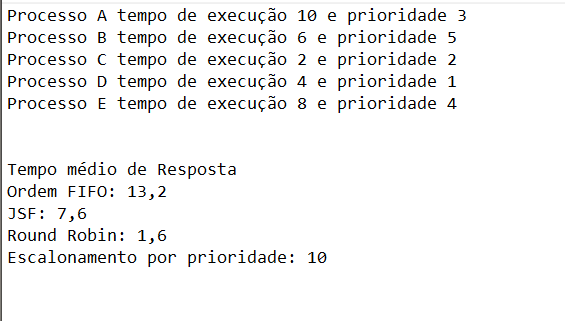 Processo A tempo de execução 10 e prioridade 3
Processo B tempo de execução 6 e prioridade 5
Processo C tempo de execução 2 e prioridade 2
Processo D tempo de execução 4 e prioridade 1
Processo E tempo de execução 8 e prioridade 4
Tempo médio de Resposta
Ordem FIFO: 13,2
JSF: 7,6
Round Robin: 1,6
Escalonamento por prioridade: 10